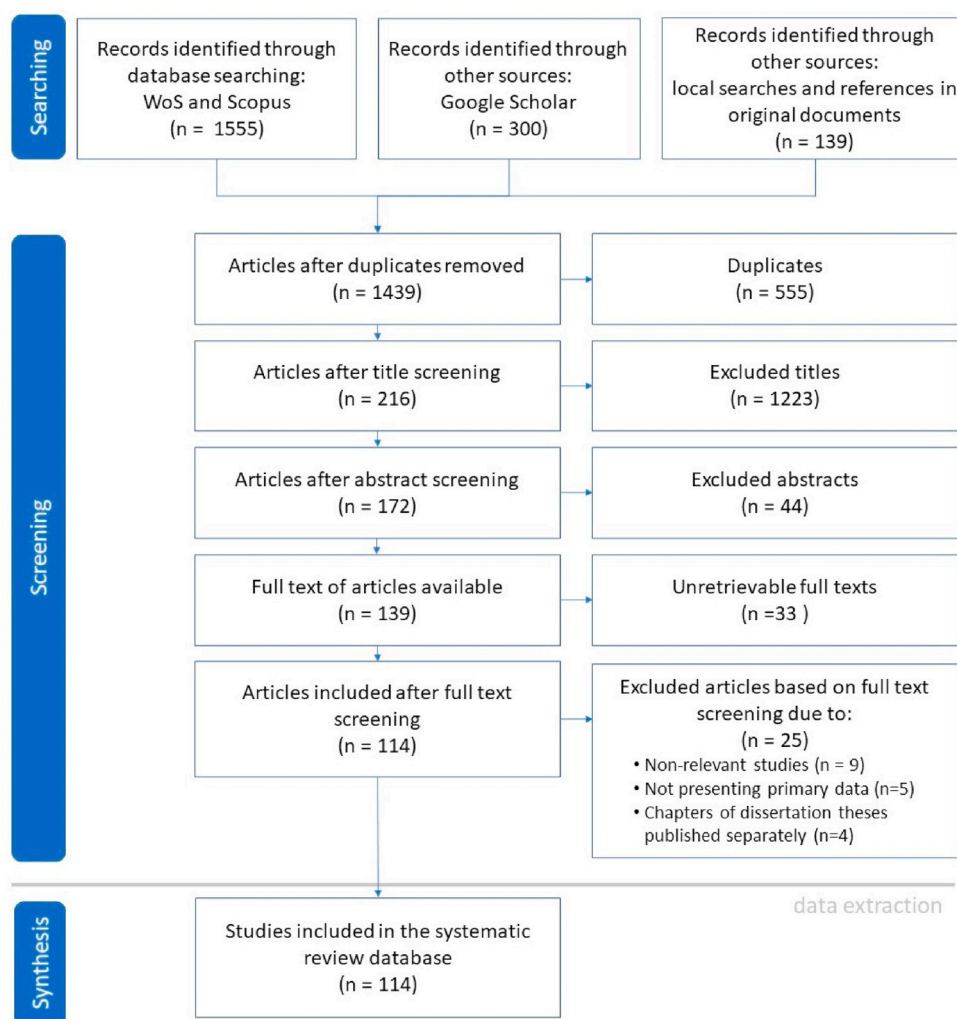 Searching
Records identified through
database searching:
WoS and Scopus
(n = 1555)
Records identified through
other sources:
Google Scholar
(n = 300)
Records identified through
other sources:
local searches and references in
original documents
(n = 139)
Screening
Articles after duplicates removed
(n = 1439)
Duplicates
(n = 555)
Articles after title screening
(n = 216)
Excluded titles
(n = 1223)
Articles after abstract screening
(n = 172)
Excluded abstracts
(n = 44)
Full text of articles available
(n = 139)
Unretrievable full texts
(n =33 )
Articles included after full text
screening
(n = 114)
Excluded articles based on full text
screening due to:
(n = 25)
• Non-relevant studies (n = 9)
• Not presenting primary data (n=5)
• Chapters of dissertation theses
published separately (n=4)
data extraction
Synthesis
Studies included in the systematic
review database
(n = 114)